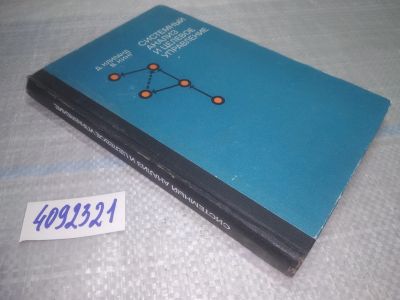 Д. КЛИЛАНД
В. КИНГ
СИСТЕМНЫЙ
АНАЛИЗ
И ЦЕЛЕВОЕ
УПРАВЛЕНИЕ
СИСТЕМНЫЙ АНАЛИЗ И ЦЕЛЕВОЕ УПРАВЛЕНИЕ
4092321